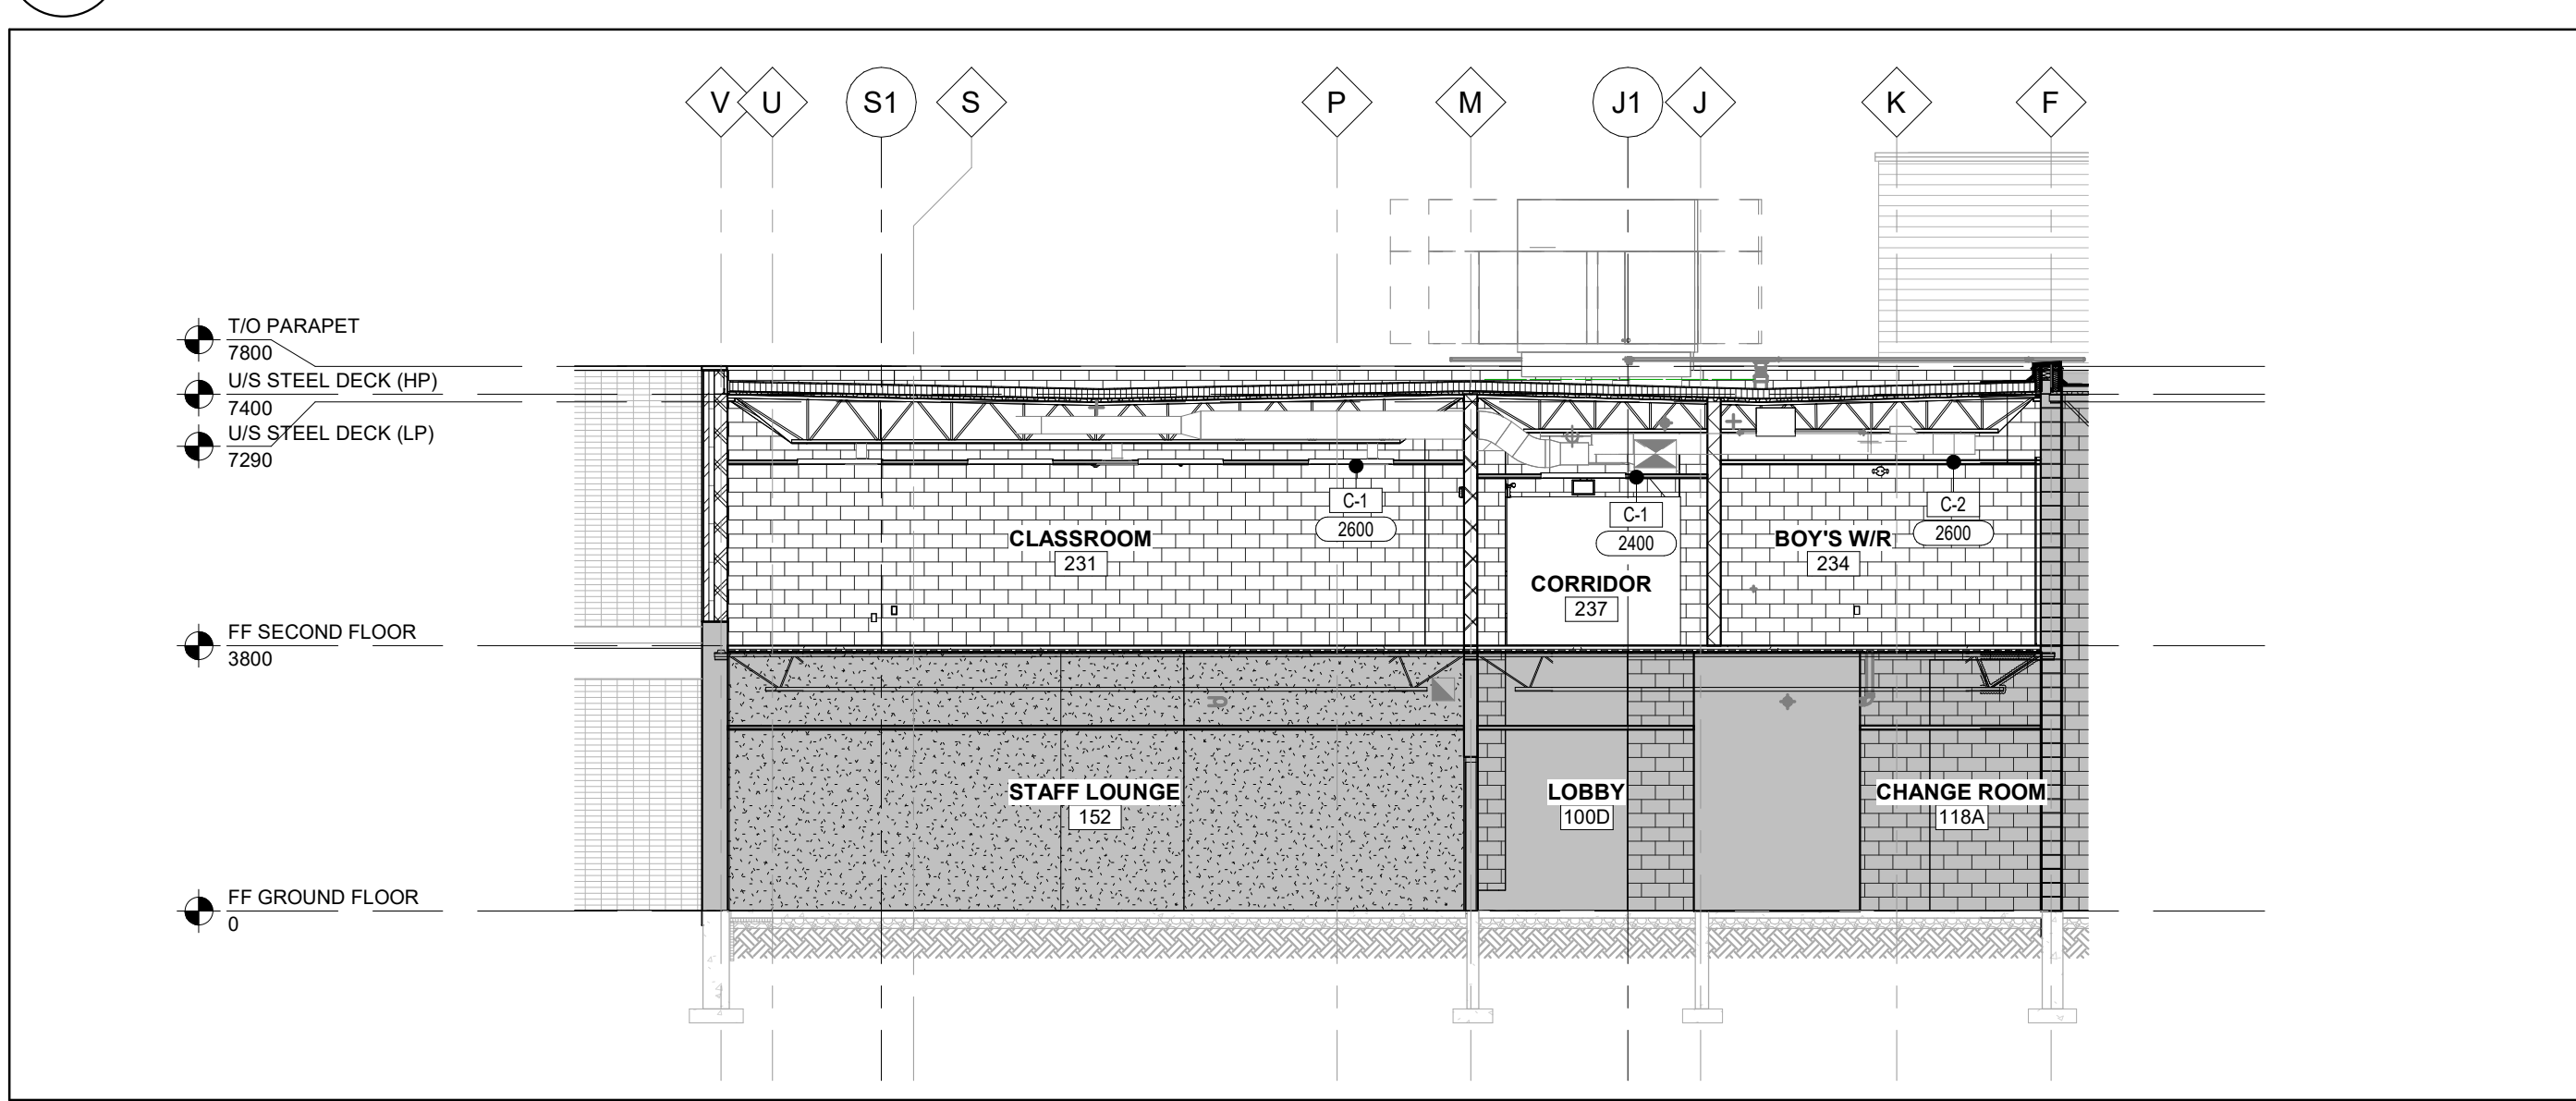 V
U
S1
S
P
M
J1
J
K
F
T/O PARAPET
7800
U/S STEEL DECK (HP)
7400
U/S STEEL DECK (LP)
7290
C-1
2600
C-1
2400
C-2
2600
CLASSROOM
231
BOY'S W/R
234
CORRIDOR
237
FF SECOND FLOOR
3800
STAFF LOUNGE
152
LOBBY
100D
CHANGE ROOM
118A
FF GROUND FLOOR
0